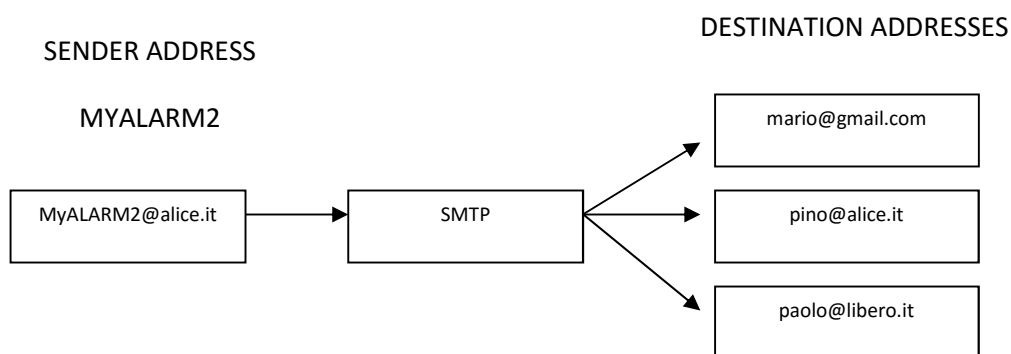 SENDER ADDRESS
MYALARM2
DESTINATION ADDRESSES
MyALARM2@alice.it
SMTP
mario@gmail.com
pino@alice.it
paolo@libero.it